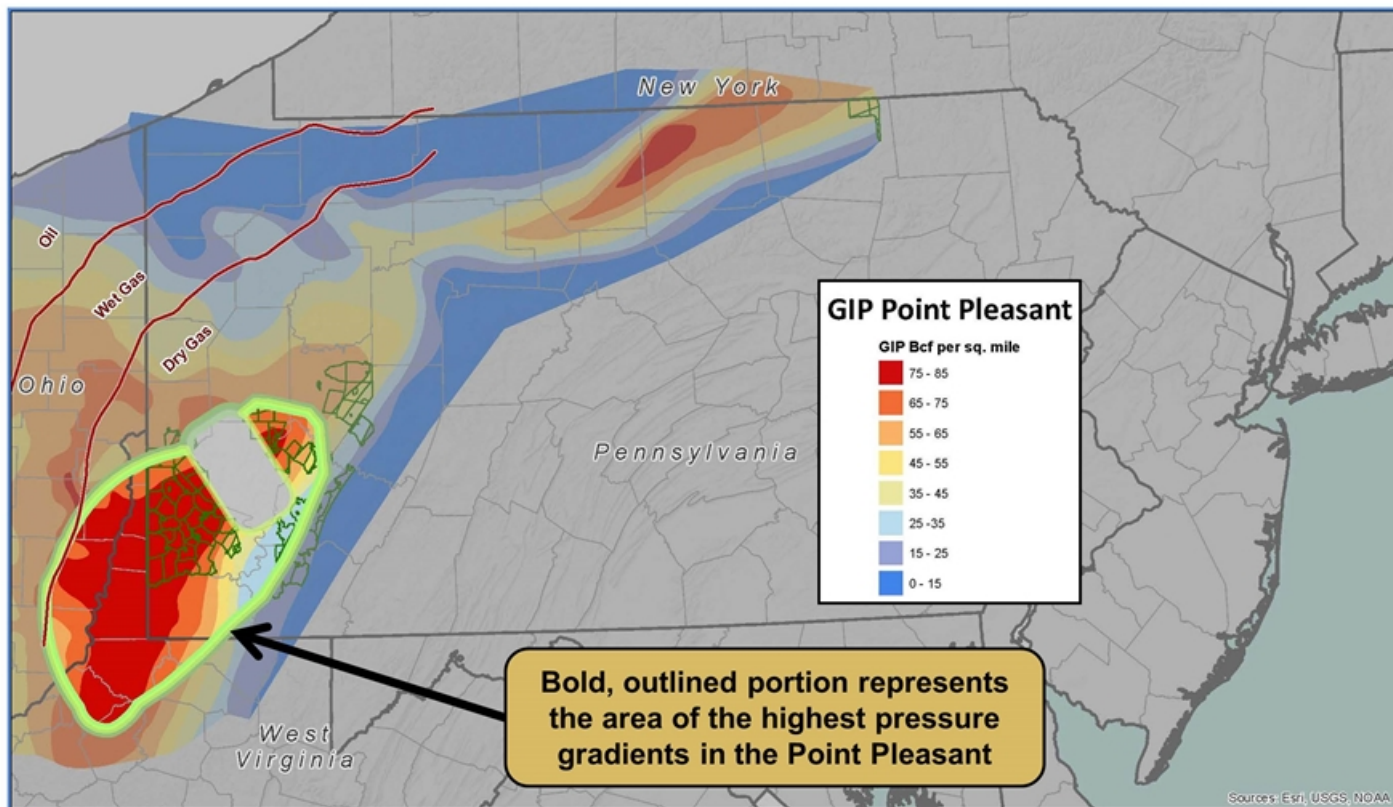 New York
Oil
Wet Gas
Dry Gas
Ohio
Pennsylvania
West
Virginia
GIP Point Pleasant
GIP Bcf per sq. mile
75 - 85
65 - 75
55 - 65
45 - 55
35 - 45
25 -35
15 - 25
0 - 15
Bold, outlined portion represents
the area of the highest pressure
gradients in the Point Pleasant
Sources: Esri, USGS, NOAA